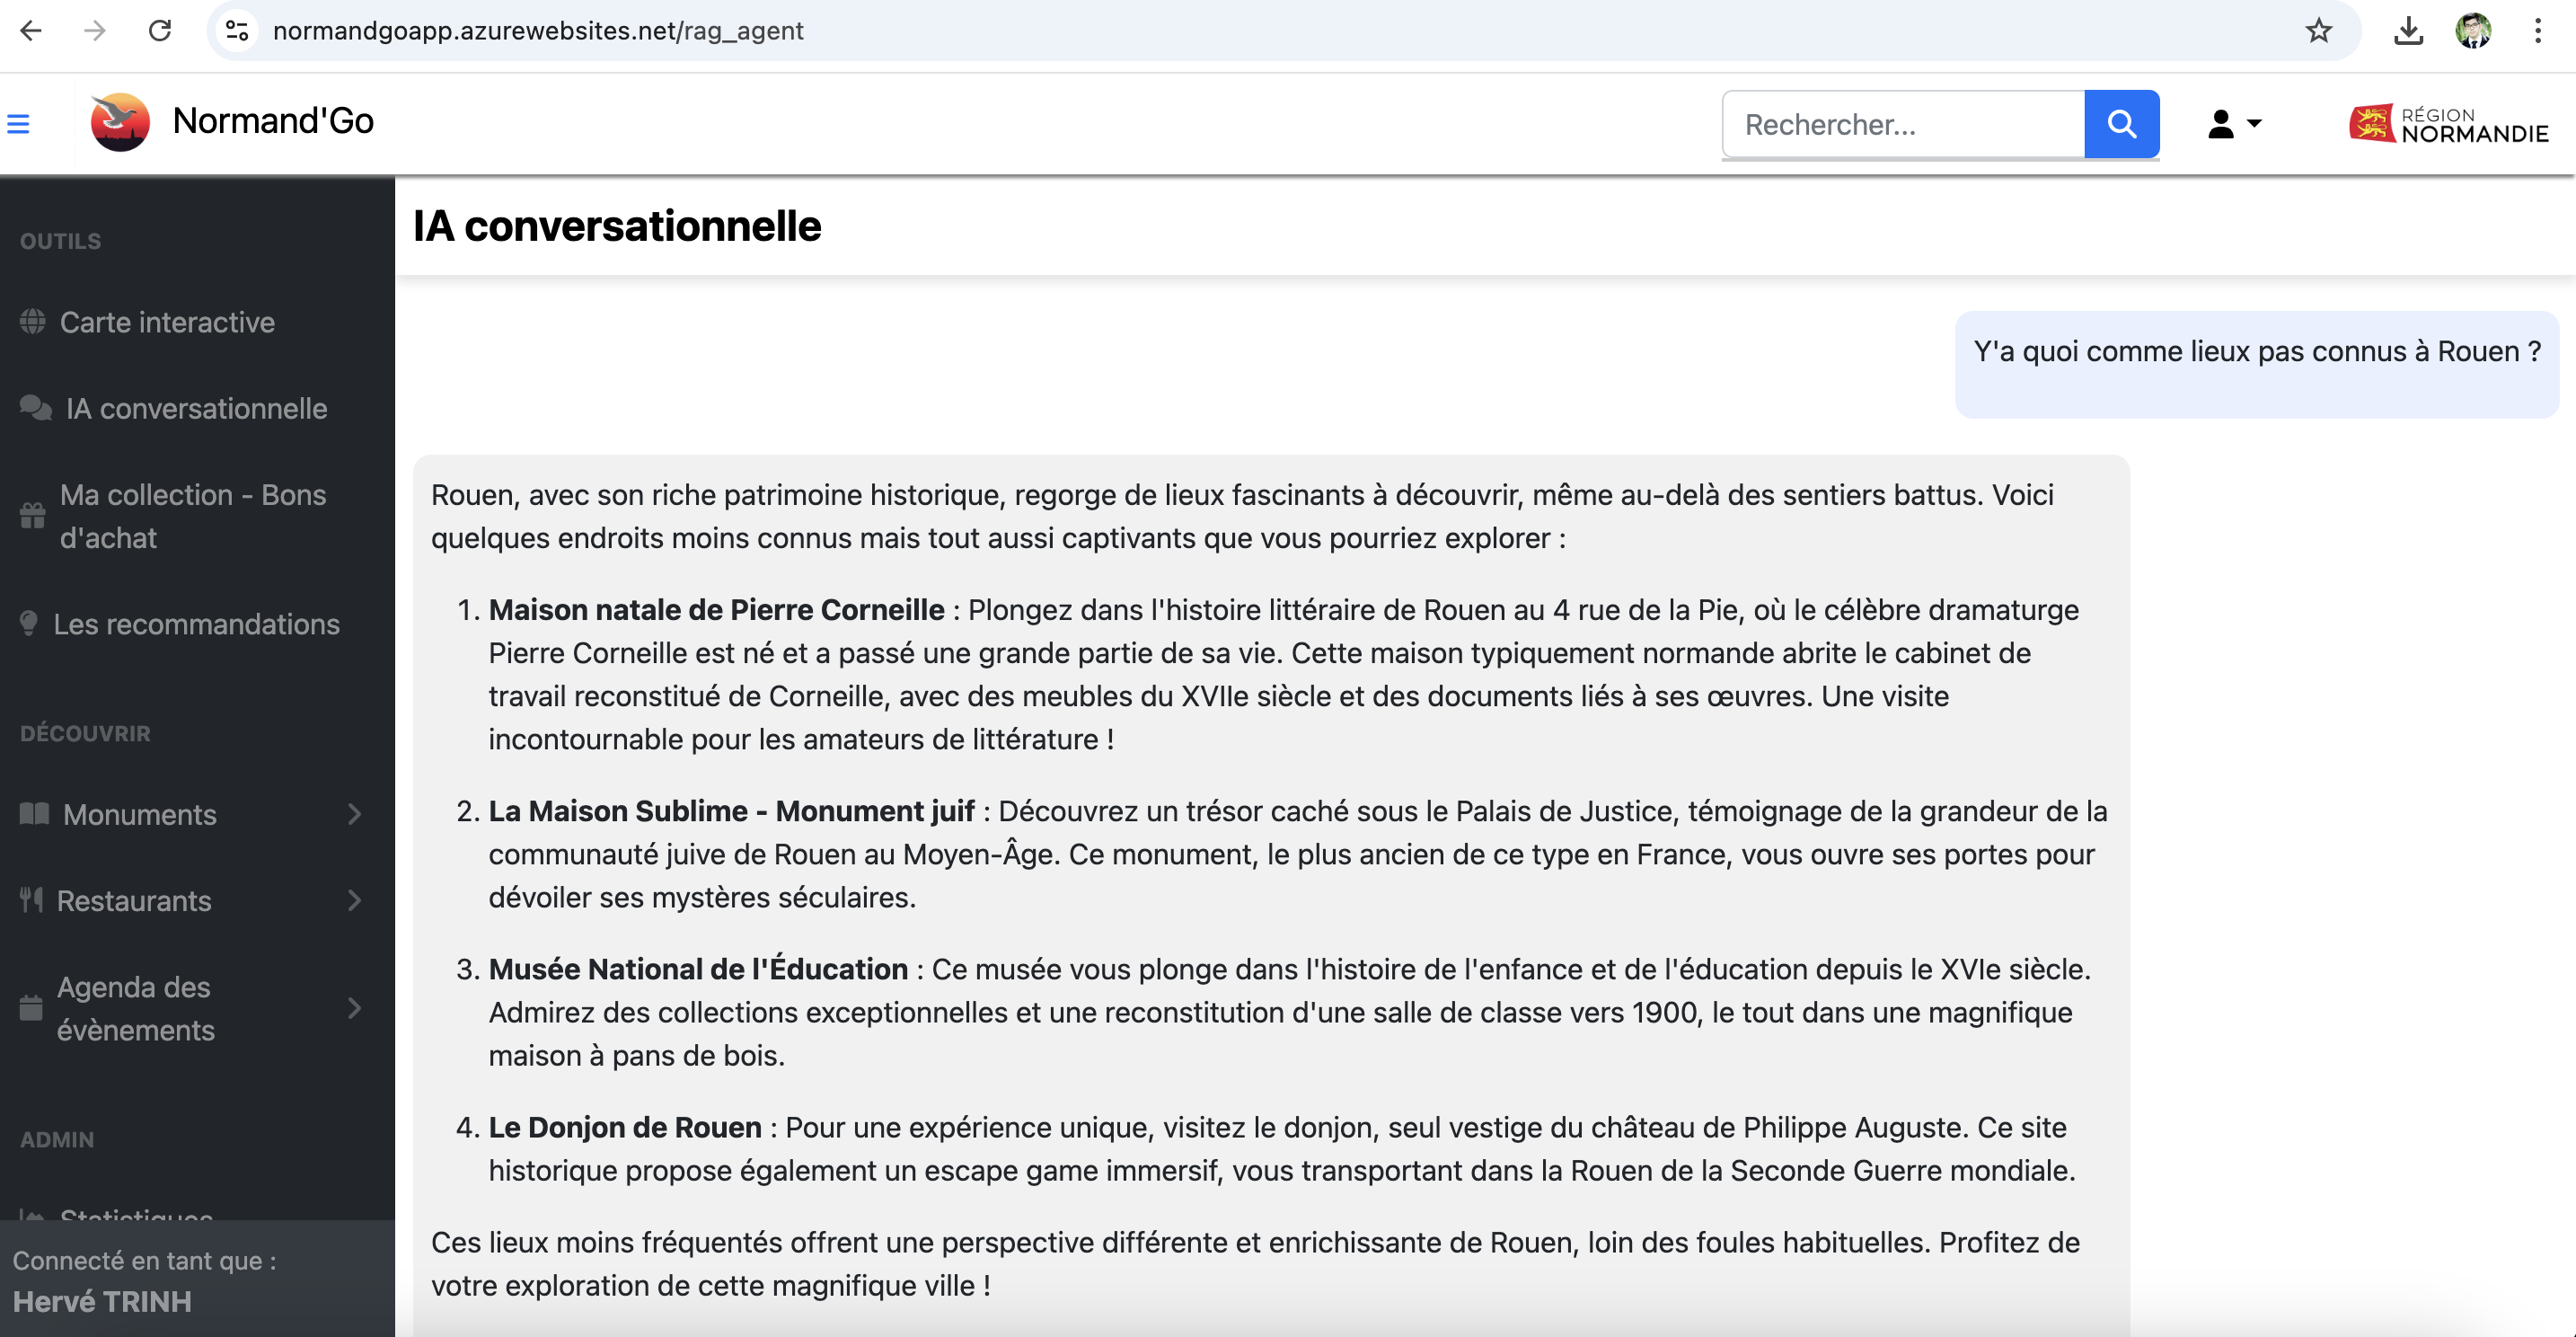 normandgoapp.azurewebsites.net/rag_agent
Normand'Go
Rechercher...
RÉGION
NORMANDIE
OUTILS
Carte interactive
IA conversationnelle
Ma collection - Bons
d'achat
Les recommandations
DÉCOUVRIR
Monuments
Restaurants
Agenda des
évènements
ADMIN
Statistiques
Connecté en tant que :
Hervé TRINH
IA conversationnelle
Y'a quoi comme lieux pas connus à Rouen ?
Rouen, avec son riche patrimoine historique, regorge de lieux fascinants à découvrir, même au-delà des sentiers battus. Voici
quelques endroits moins connus mais tout aussi captivants que vous pourriez explorer :
1. Maison natale de Pierre Corneille : Plongez dans l'histoire littéraire de Rouen au 4 rue de la Pie, où le célèbre dramaturge
Pierre Corneille est né et a passé une grande partie de sa vie. Cette maison typiquement normande abrite le cabinet de
travail reconstitué de Corneille, avec des meubles du XVIIe siècle et des documents liés à ses œuvres. Une visite
incontournable pour les amateurs de littérature !
2. La Maison Sublime - Monument juif : Découvrez un trésor caché sous le Palais de Justice, témoignage de la grandeur de la
communauté juive de Rouen au Moyen-Âge. Ce monument, le plus ancien de ce type en France, vous ouvre ses portes pour
dévoiler ses mystères séculaires.
3. Musée National de l'Éducation : Ce musée vous plonge dans l'histoire de l'enfance et de l'éducation depuis le XVIe siècle.
Admirez des collections exceptionnelles et une reconstitution d'une salle de classe vers 1900, le tout dans une magnifique
maison à pans de bois.
4. Le Donjon de Rouen : Pour une expérience unique, visitez le donjon, seul vestige du château de Philippe Auguste. Ce site
historique propose également un escape game immersif, vous transportant dans la Rouen de la Seconde Guerre mondiale.
Ces lieux moins fréquentés offrent une perspective différente et enrichissante de Rouen, loin des foules habituelles. Profitez de
votre exploration de cette magnifique ville !